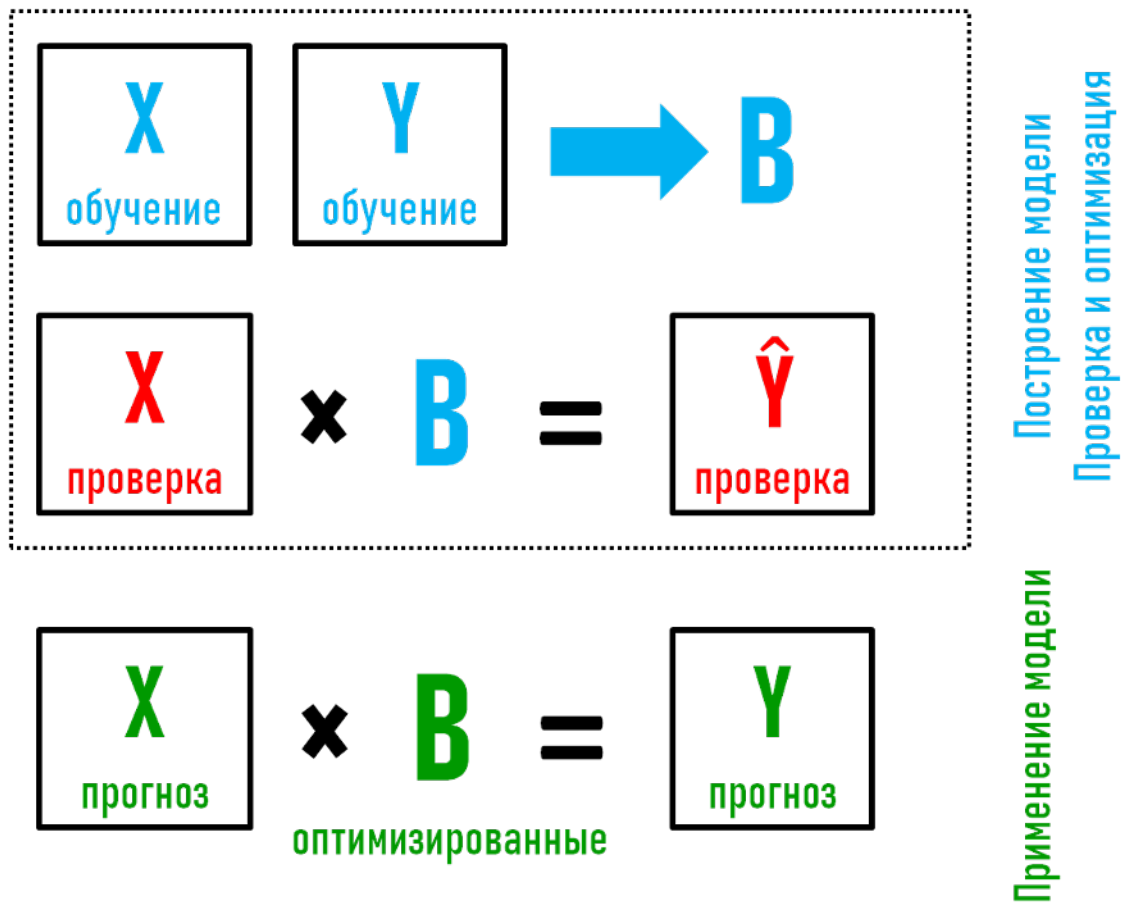 X Y B
обучение обучение
X × B = Ŷ
проверка проверка
X × B = Y
прогноз прогноз
оптимизированные
Построение модели
Проверка и оптимизация
Применение модели